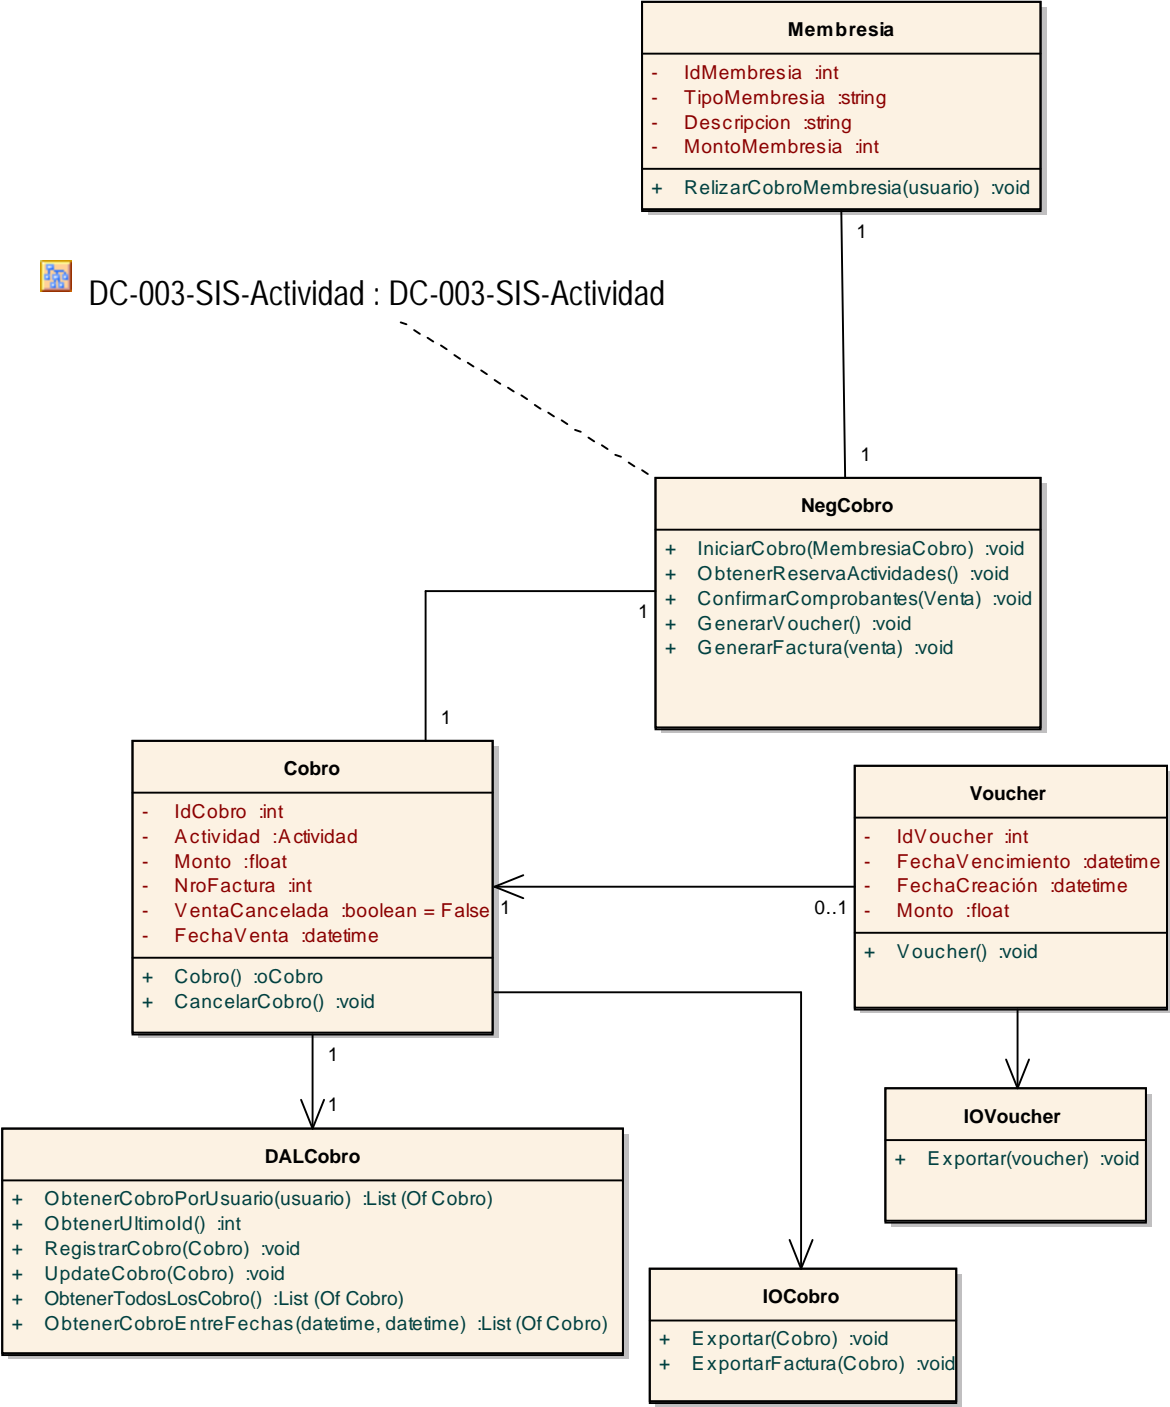 Membresia
- IdMembresia :int
- TipoMembresia :string
- Descripcion :string
- MontoMembresia :int
+ RelizarCobroMembresia(usuario) :void
1
DC-003-SIS-Actividad : DC-003-SIS-Actividad
1
NegCobro
+ IniciarCobro(MembresiaCobro) :void
+ ObtenerReservaActividades() :void
+ ConfirmarComprobantes(Venta) :void
+ GenerarVoucher() :void
+ GenerarFactura(venta) :void
1
1
Cobro
- IdCobro :int
- Actividad :Actividad
- Monto :float
- NroFactura :int
- VentaCancelada :boolean = False
- FechaVenta :datetime
+ Cobro() :oCobro
+ CancelarCobro() :void
1
0..1
Voucher
- IdVoucher :int
- FechaVencimiento :datetime
- FechaCreación :datetime
- Monto :float
+ Voucher() :void
1
1
IOVoucher
+ Exportar(voucher) :void
DALCobro
+ ObtenerCobroPorUsuario(usuario) :List (Of Cobro)
+ ObtenerUltimoId() :int
+ RegistrarCobro(Cobro) :void
+ UpdateCobro(Cobro) :void
+ ObtenerTodosLosCobro() :List (Of Cobro)
+ ObtenerCobroEntreFechas(datetime, datetime) :List (Of Cobro)
IOCobro
+ Exportar(Cobro) :void
+ ExportarFactura(Cobro) :void